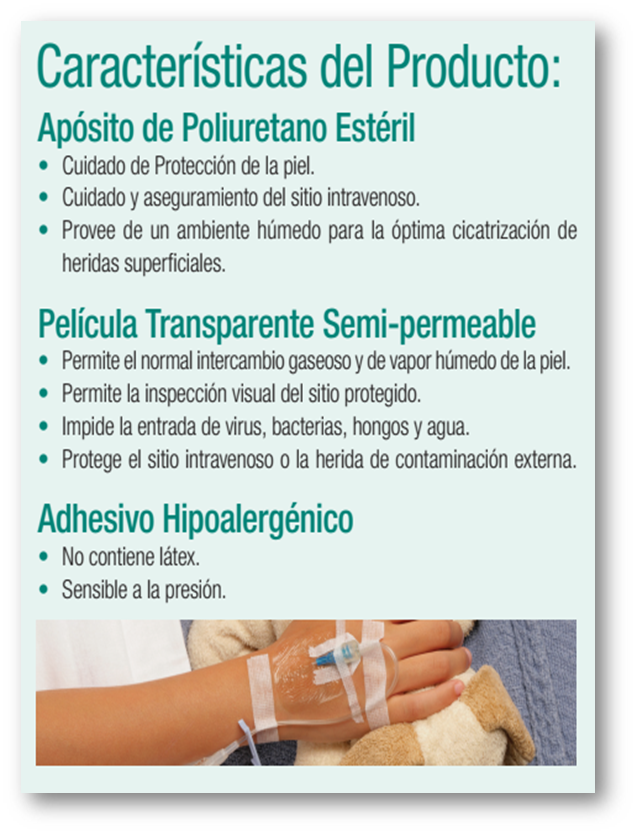 Características del Producto:
Apósito de Poliuretano Estéril
• Cuidado de Protección de la piel.
• Cuidado y aseguramiento del sitio intravenoso.
• Provee de un ambiente húmedo para la óptima cicatrización de
heridas superficiales.
Película Transparente Semi-permeable
• Permite el normal intercambio gaseoso y de vapor húmedo de la piel.
• Permite la inspección visual del sitio protegido.
• Impide la entrada de virus, bacterias, hongos y agua.
• Protege el sitio intravenoso o la herida de contaminación externa.
Adhesivo Hipoalergénico
• No contiene látex.
• Sensible a la presión.